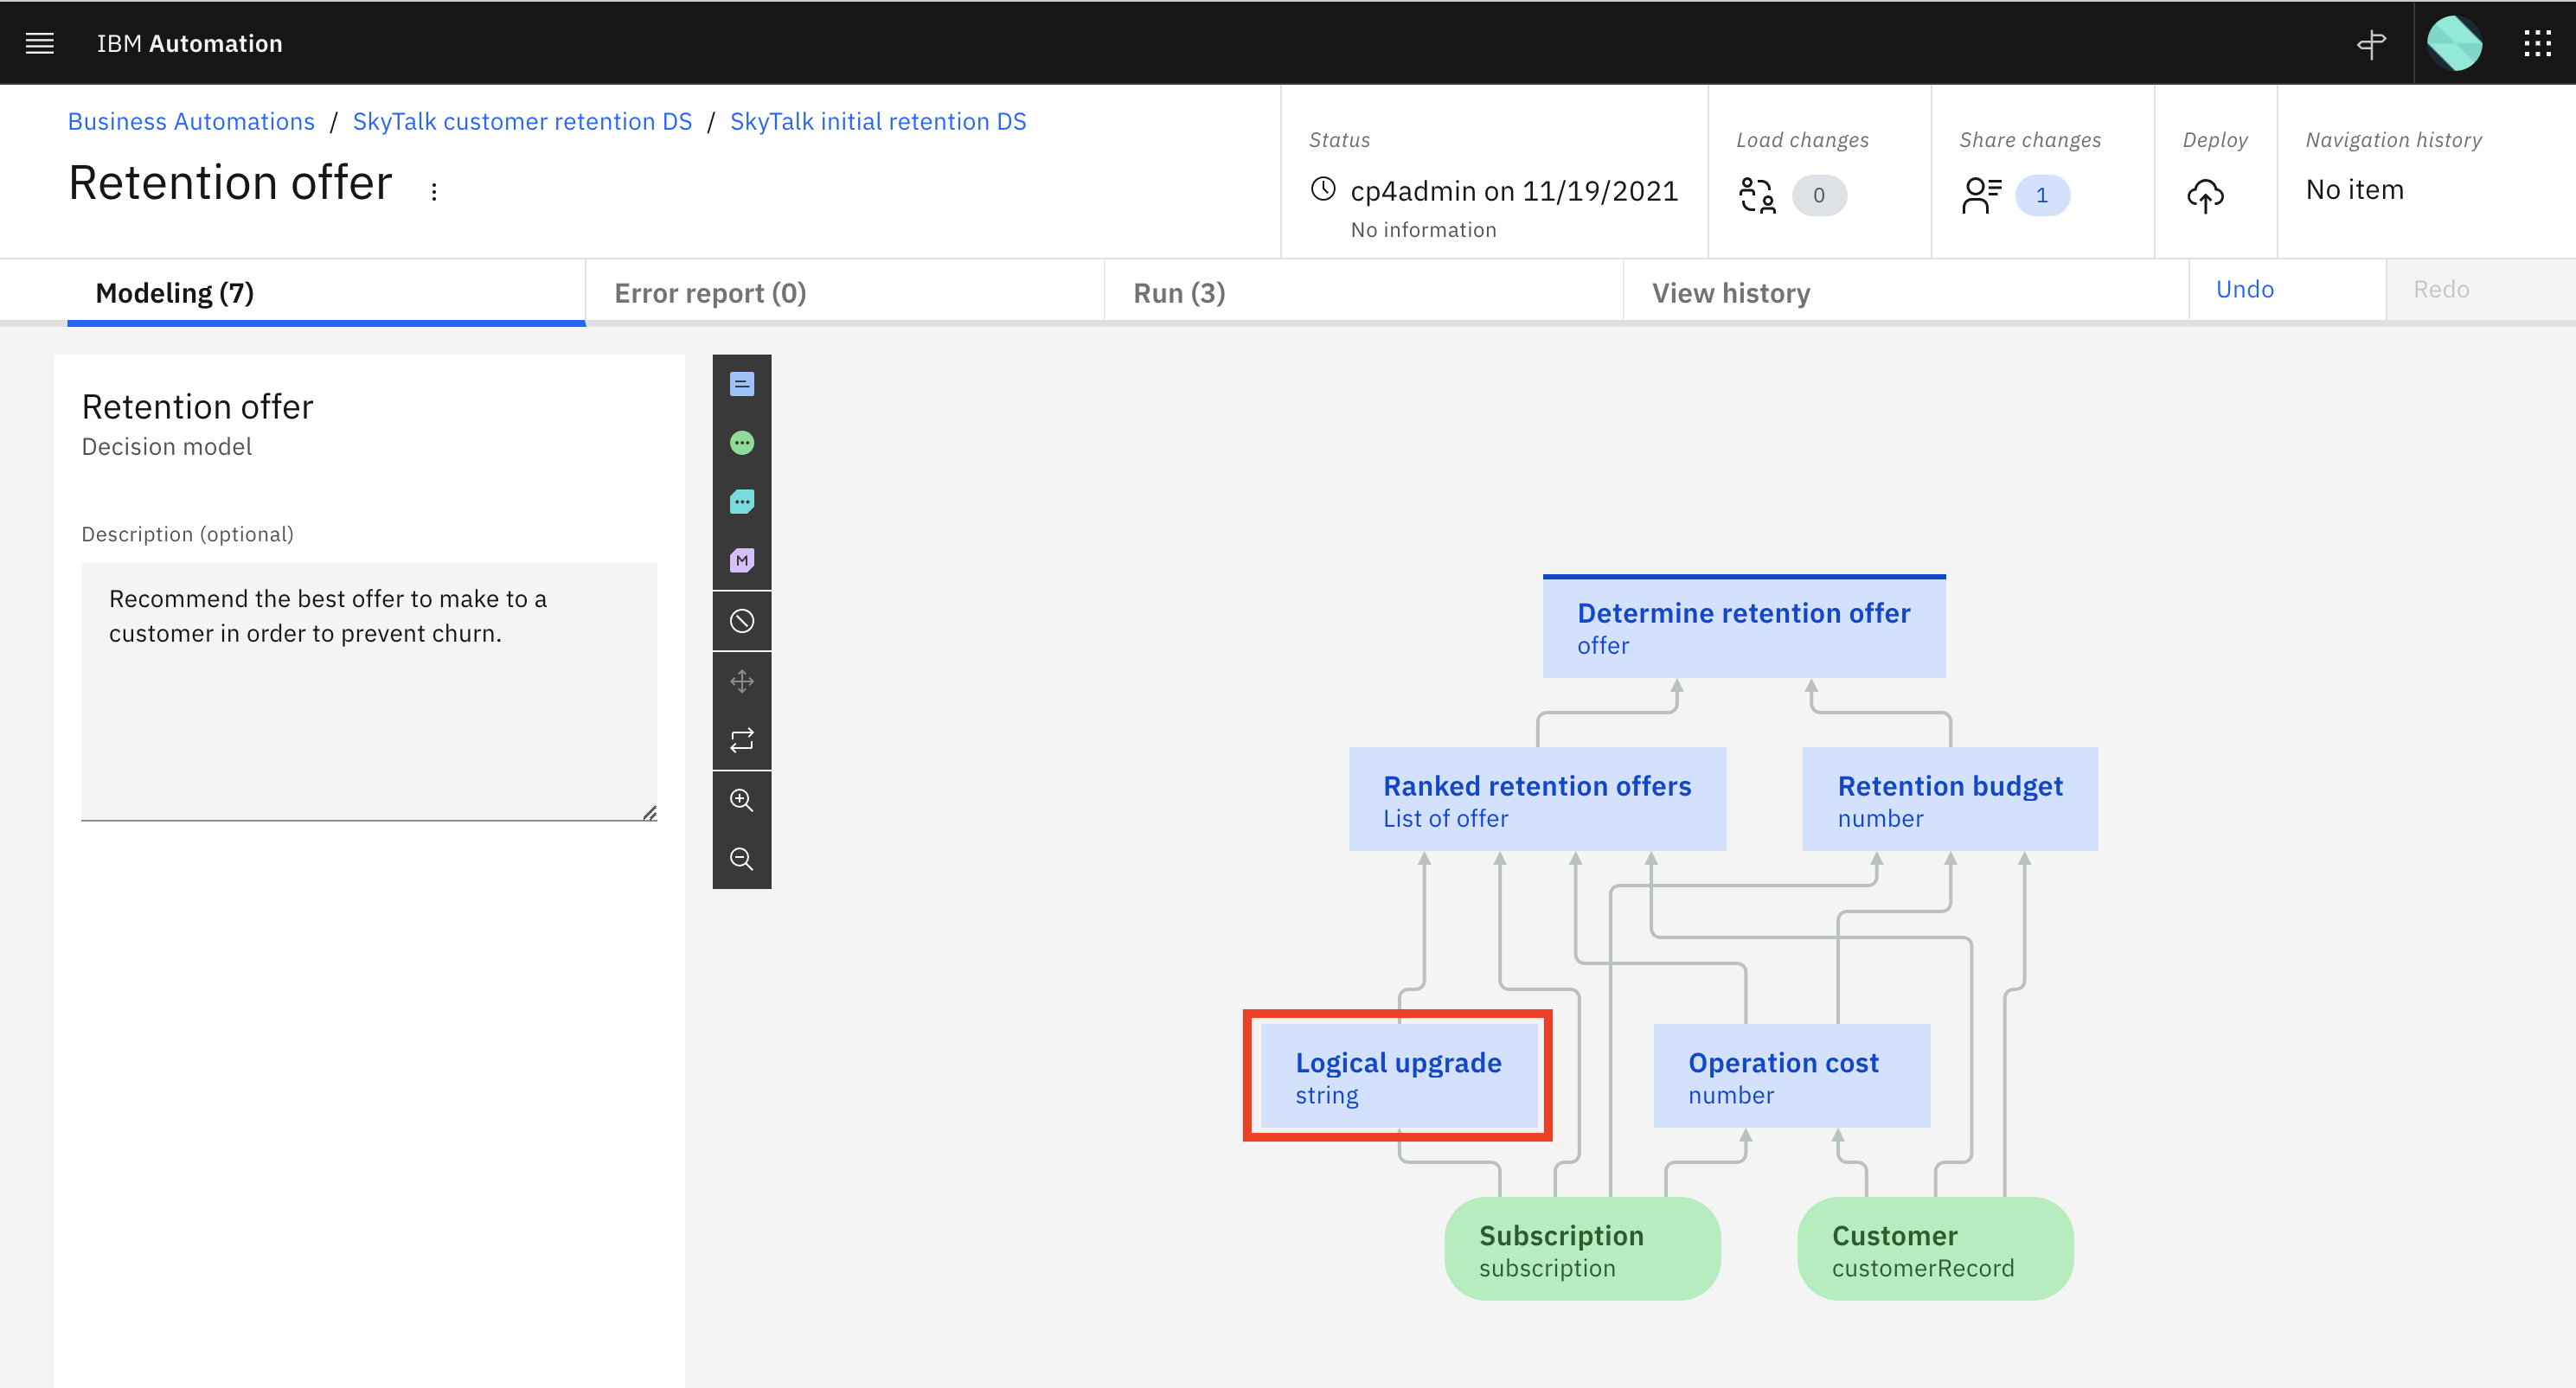 IBM Automation
Business Automations / SkyTalk customer retention DS / SkyTalk initial retention DS
Retention offer
Status
cp4admin on 11/19/2021
No information
Load changes
0
Share changes
1
Deploy
Navigation history
No item
Modeling (7)
Error report (0)
Run (3)
View history
Undo
Redo
Retention offer
Decision model
Description (optional)
Recommend the best offer to make to a
customer in order to prevent churn.
M
Determine retention offer
offer
Ranked retention offers
List of offer
Retention budget
number
Logical upgrade
string
Operation cost
number
Subscription
subscription
Customer
customerRecord